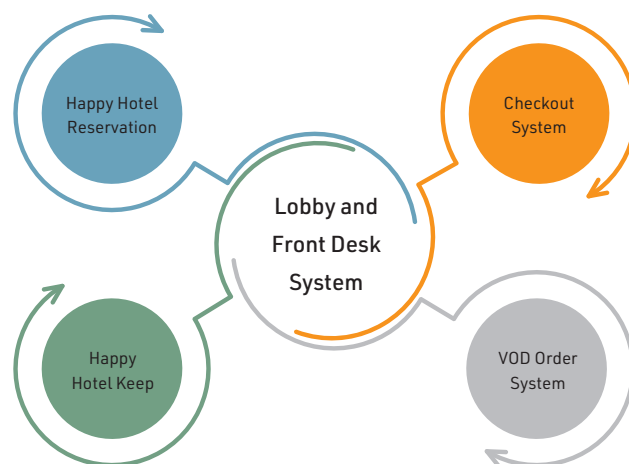 Happy Hotel
Reservation
Checkout
System
Lobby and
Front Desk
System
Happy
Hotel Keep
VOD Order
System